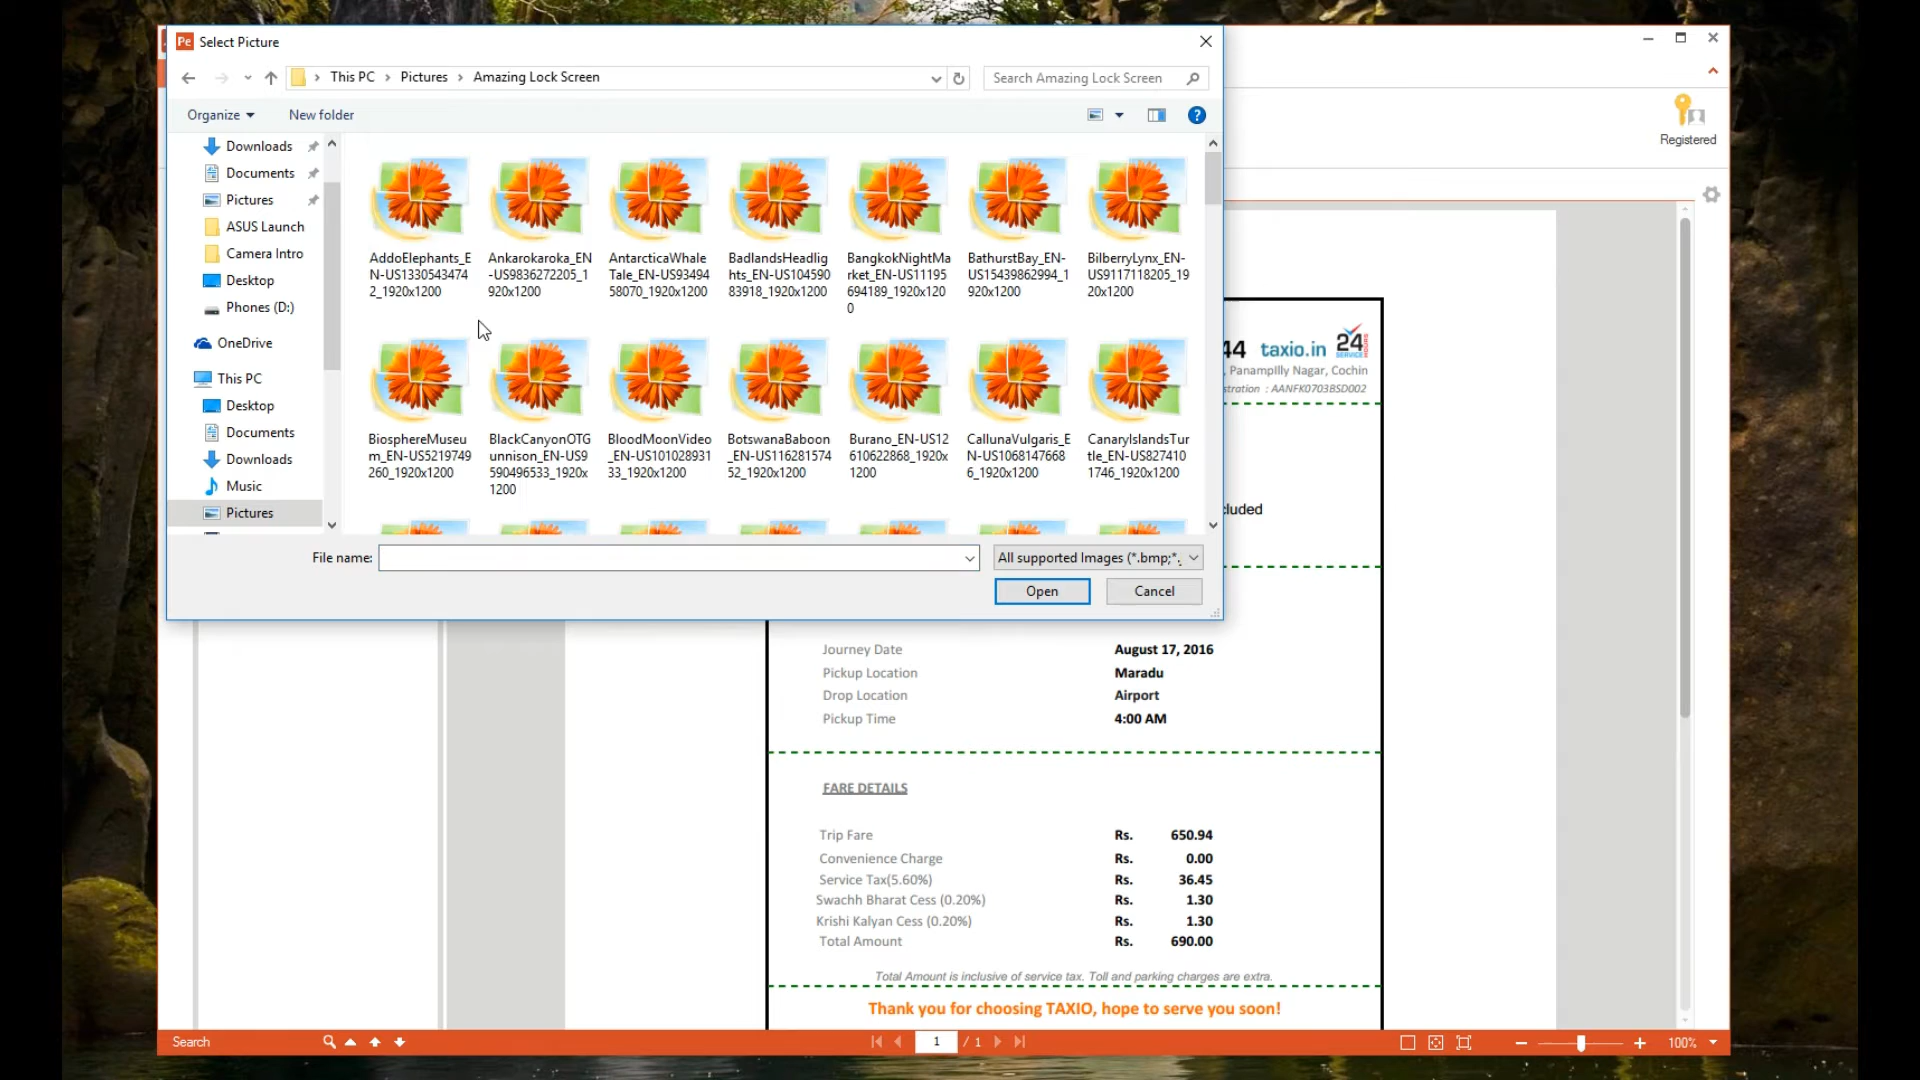 Pe Select Picture
This PC > Pictures > Amazing Lock Screen
Search Amazing Lock Screen
Organize
New folder
Downloads
Documents
Pictures
ASUS Launch
Camera Intro
Desktop
Phones (D:)
OneDrive
This PC
Desktop
Documents
Downloads
Music
Pictures
AddoElephants_E
N-US1330543474
2_1920x1200
Ankarokaroka_EN
-US9836272205_1
920x1200
AntarcticaWhale
Tale_EN-US93494
58070_1920x1200
BadlandsHeadlig
hts_EN-US104590
83918_1920x1200
BangkokNightMa
rket_EN-US11195
694189_1920x120
0
BathurstBay_EN-
US15439862994_1
920x1200
BilberryLynx_EN-
US9117118205_19
20x1200
BiosphereMuseu
m_EN-US5219749
260_1920x1200
BlackCanyonOTG
unnison_EN-US9
590496533_1920x
1200
BloodMoonVideo
_EN-US101028931
33_1920x1200
BotswanaBaboon
_EN-US116281574
52_1920x1200
Burano_EN-US12
610622868_1920x
1200
CallunaVulgaris_E
N-US1068147668
6_1920x1200
CanaryIslandsTur
tle_EN-US827410
1746_1920x1200
File name:
All supported Images (*.bmp;*.
Open
Cancel
Registered
44 taxio.in 24
SERVICE HOURS
, Panampilly Nagar, Cochin
stration : AANFK0703BSD002
cluded
Journey Date August 17, 2016
Pickup Location Maradu
Drop Location Airport
Pickup Time 4:00 AM
FARE DETAILS
Trip Fare Rs. 650.94
Convenience Charge Rs. 0.00
Service Tax(5.60%) Rs. 36.45
Swachh Bharat Cess (0.20%) Rs. 1.30
Krishi Kalyan Cess (0.20%) Rs. 1.30
Total Amount Rs. 690.00
Total Amount is inclusive of service tax. Toll and parking charges are extra.
Thank you for choosing TAXIO, hope to serve you soon!
Search
1 / 1
100%